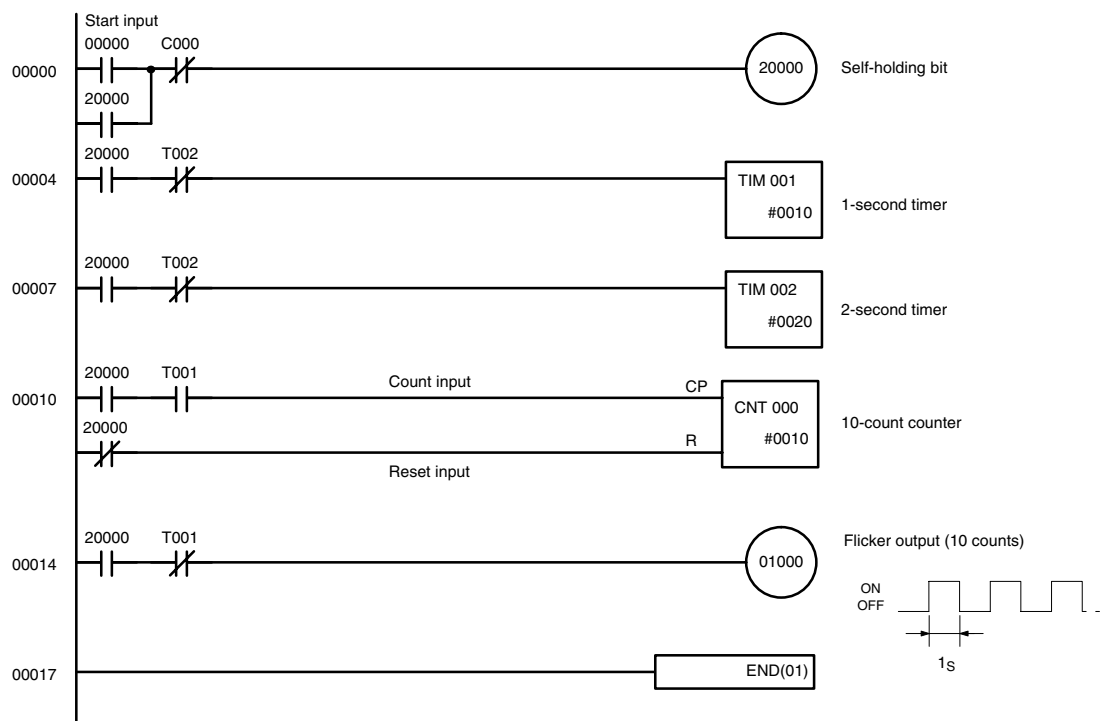 Start input
00000 C000
00000 20000 Self-holding bit
20000
20000 T002
00004 TIM 001
#0010 1-second timer
20000 T002
00007 TIM 002
#0020 2-second timer
20000 T001
00010 Count input CP
CNT 000
#0010 10-count counter
20000
R
Reset input
20000 T001 Flicker output (10 counts)
00014 01000
ON
OFF
1S
00017 END(01)